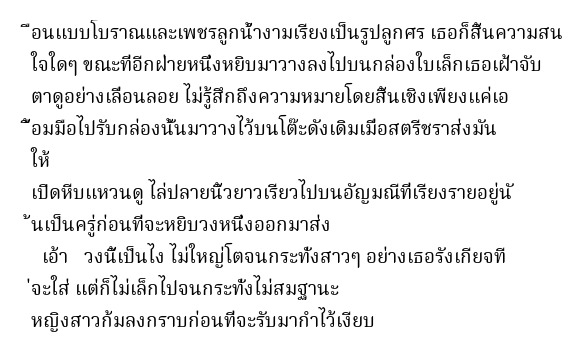 ือนแบบโบราณและเพชรลูกน้ำงามเรียงเป็นรูปลูกศร เธอก็สิ้นความสน
ใจใดๆ ขณะที่อีกฝ่ายหนึ่งหยิบมาวางลงไปบนกล่องใบเล็กเธอเฝ้าจับ
ตาดูอย่างเลื่อนลอย ไม่รู้สึกถึงความหมายโดยสิ้นเชิงเพียงแค่เอ
ื้อมมือไปรับกล่องนั้นมาวางไว้บนโต๊ะดังเดิมเมื่อสตรีชราส่งมัน
ให้
เปิดหีบแหวนดู ไล่ปลายนิ้วยาวเรียวไปบนอัญมณีที่เรียงรายอยู่นั
้นเป็นครู่ก่อนที่จะหยิบวงหนึ่งออกมาส่ง
เอ้า วงนี้เป็นไง ไม่ใหญ่โตจนกระทั่งสาวๆ อย่างเธอรังเกียจที
่จะใส่ แต่ก็ไม่เล็กไปจนกระทั่งไม่สมฐานะ
หญิงสาวก้มลงกราบก่อนที่จะรับมากำไว้เงียบ